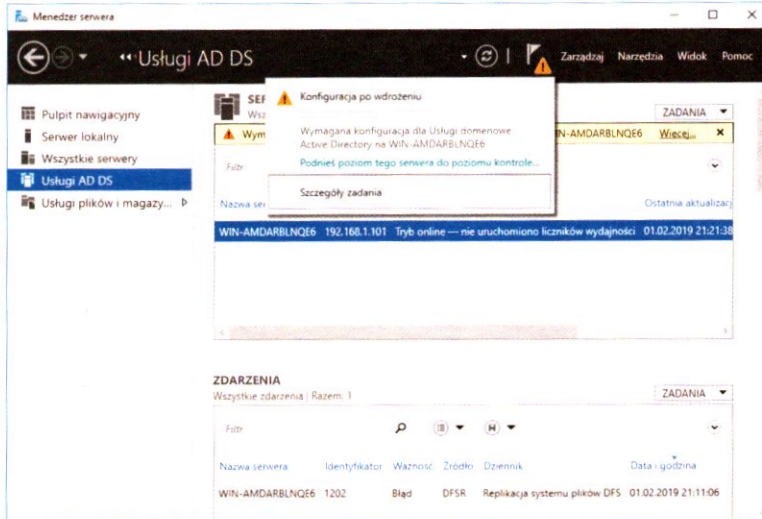 Menedżer serwera
Usługi AD DS
Zarządzaj Narzędzia Widok Pomoc
Pulpit nawigacyjny
Serwer lokalny
Wszystkie serwery
Usługi AD DS
Usługi plików i magazy...
Konfiguracja po wdrożeniu
Wymagana konfiguracja dla Usługi domenowe
Active Directory na WIN-AMDARBLNQE6
Podnieś poziom tego serwera do poziomu kontrole...
Szczegóły zadania
SER
Wsz
ZADANIA
Wym
IN-AMDARBLNQE6 Więcej...
Filtr
Nazwa ser
Ostatnia aktualizacj
WIN-AMDARBLNQE6 192.168.1.101 Tryb online — nie uruchomiono liczników wydajności 01.02.2019 21:21:38
ZDARZENIA
Wszystkie zdarzenia | Razem: 1
ZADANIA
Filtr
Nazwa serwera Identyfikator Ważność Źródło Dziennik Data i godzina
WIN-AMDARBLNQE6 1202 Błąd DFSR Replikacja systemu plików DFS 01.02.2019 21:11:06